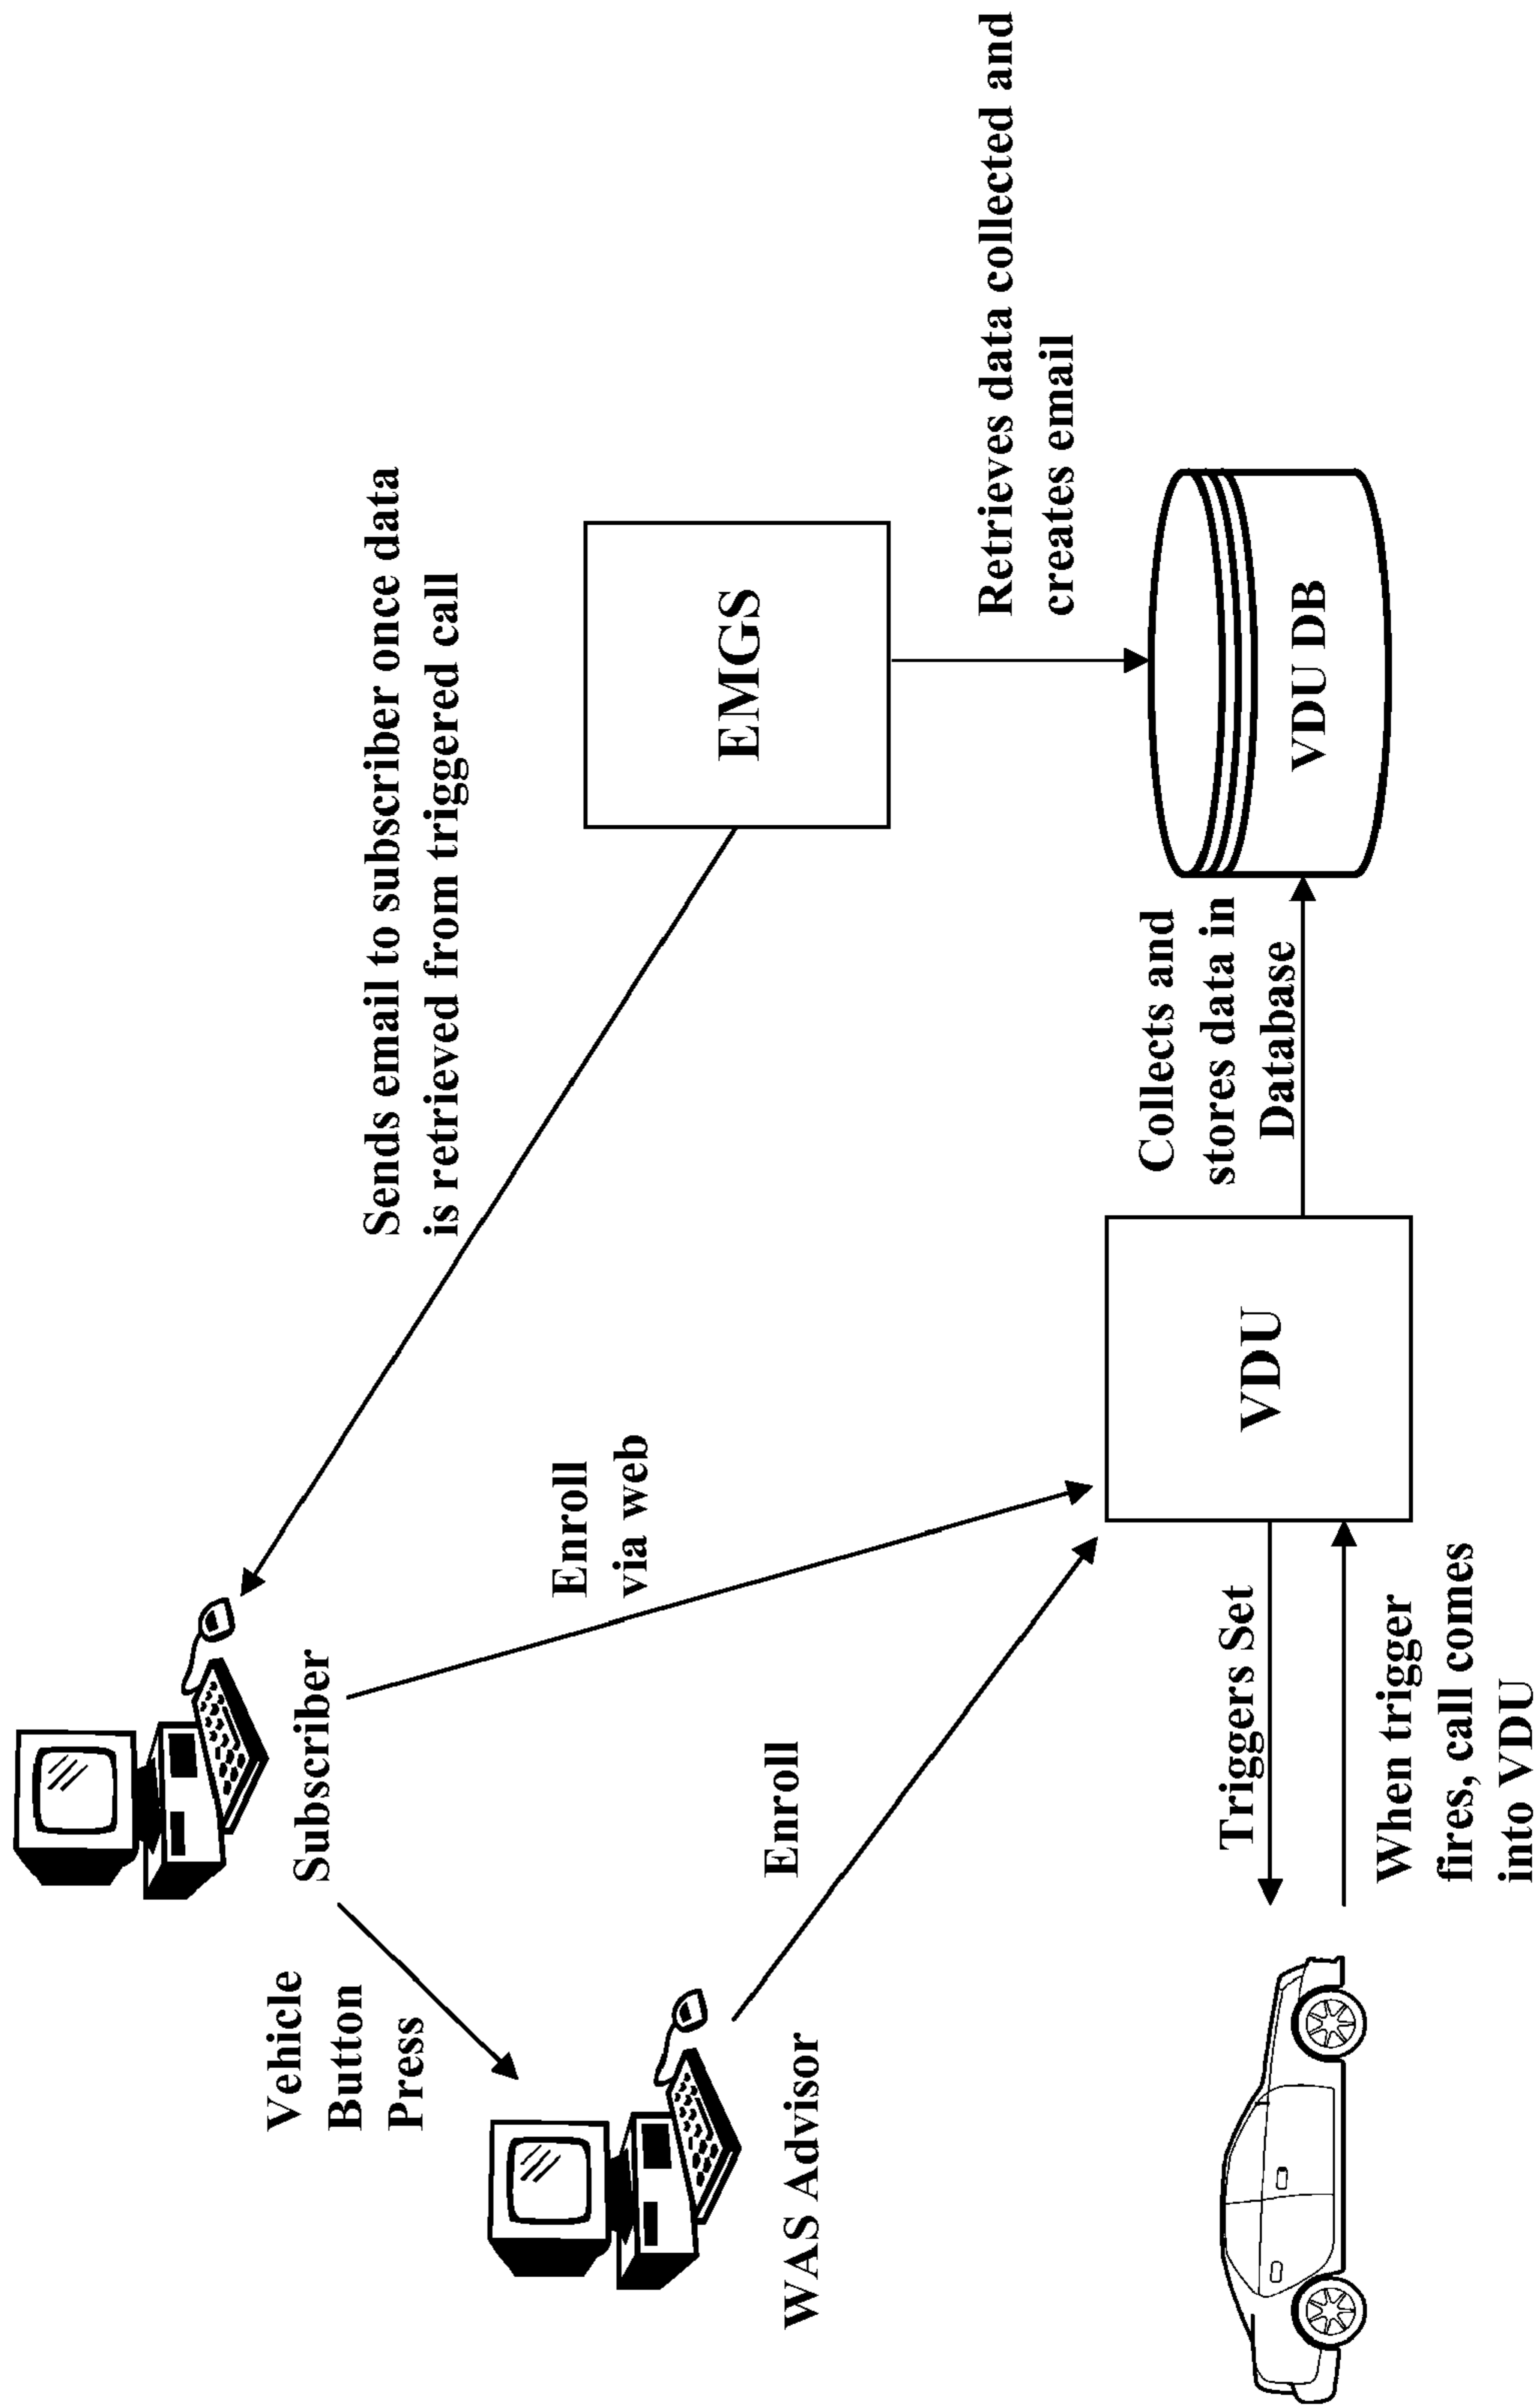 Subscriber
Vehicle
Button
Press
Sends email to subscriber once data
is retrieved from triggered call
Enroll
via web
WAS Advisor
Enroll
EMGS
Retrieves data collected and
creates email
Triggers Set
When trigger
fires, call comes
into VDU
VDU
Collects and
stores data in
Database
VDU DB